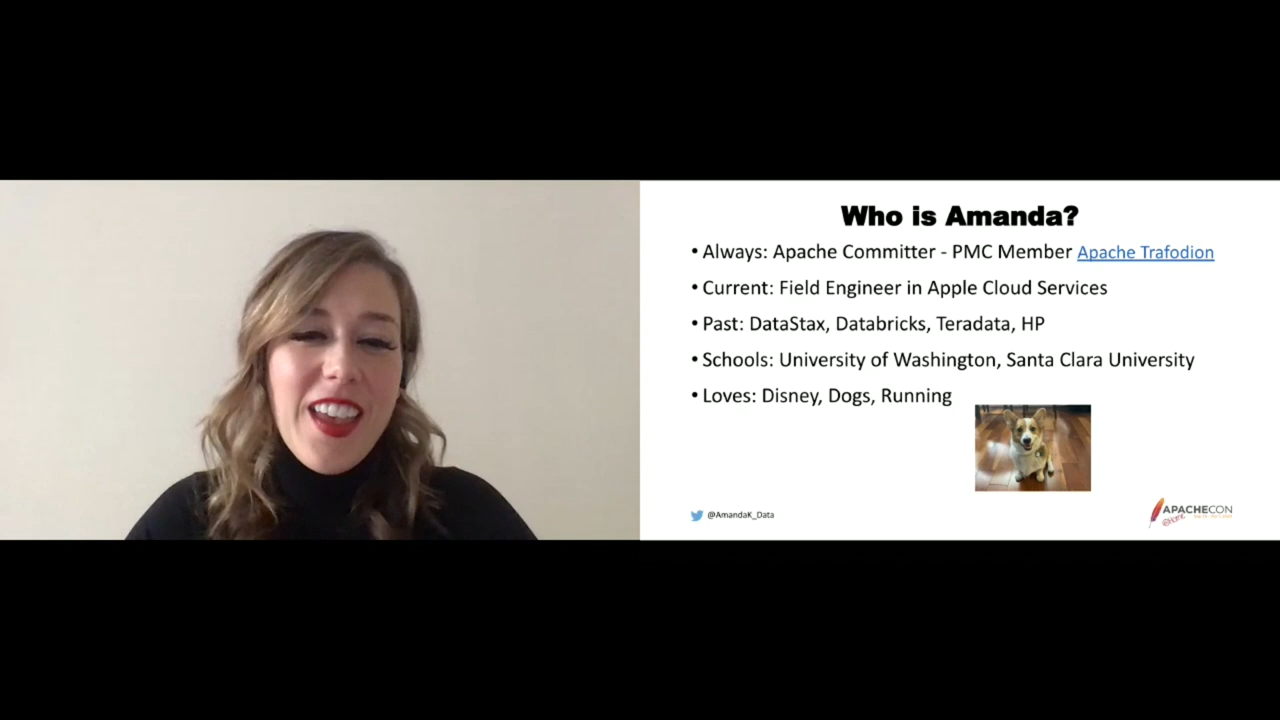 Who is Amanda?
• Always: Apache Committer - PMC Member Apache Trafodion
• Current: Field Engineer in Apple Cloud Services
• Past: DataStax, Databricks, Teradata, HP
• Schools: University of Washington, Santa Clara University
• Loves: Disney, Dogs, Running
@AmandaK_Data
APACHECON
@Home